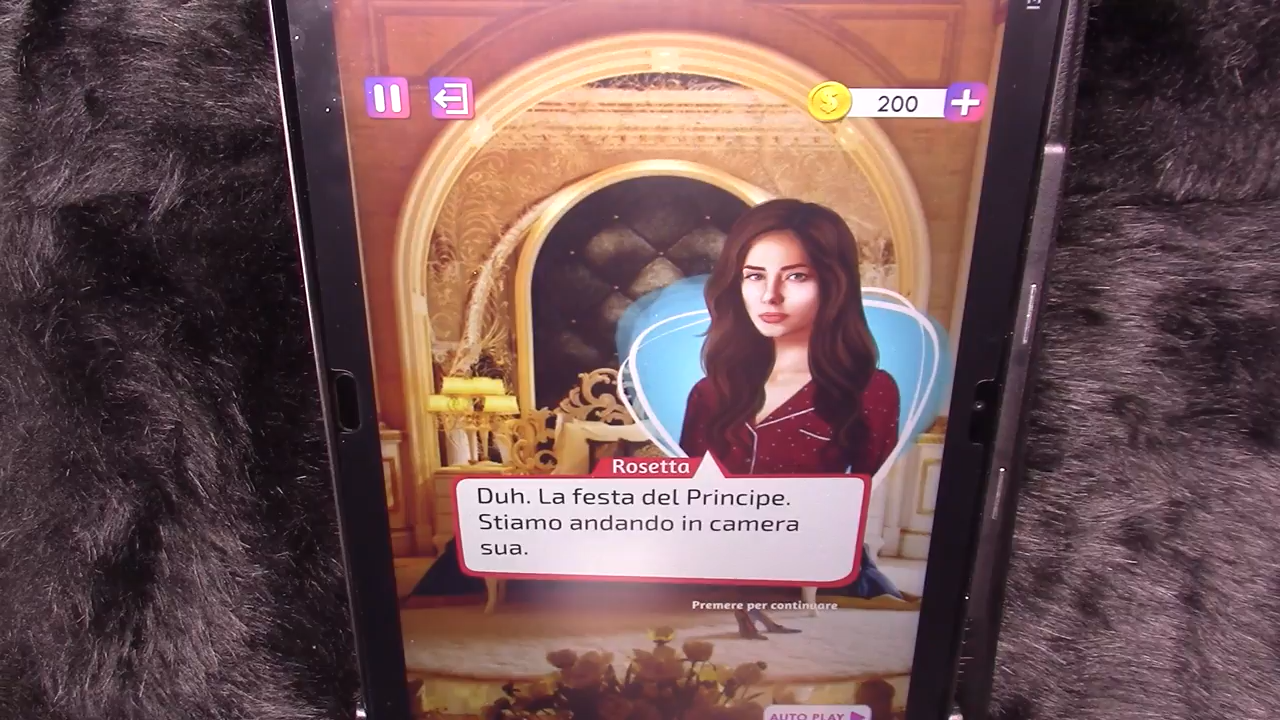 200
Rosetta
Duh. La festa del Principe.
Stiamo andando in camera
sua.
Premere per continuare
AUTO PLAY